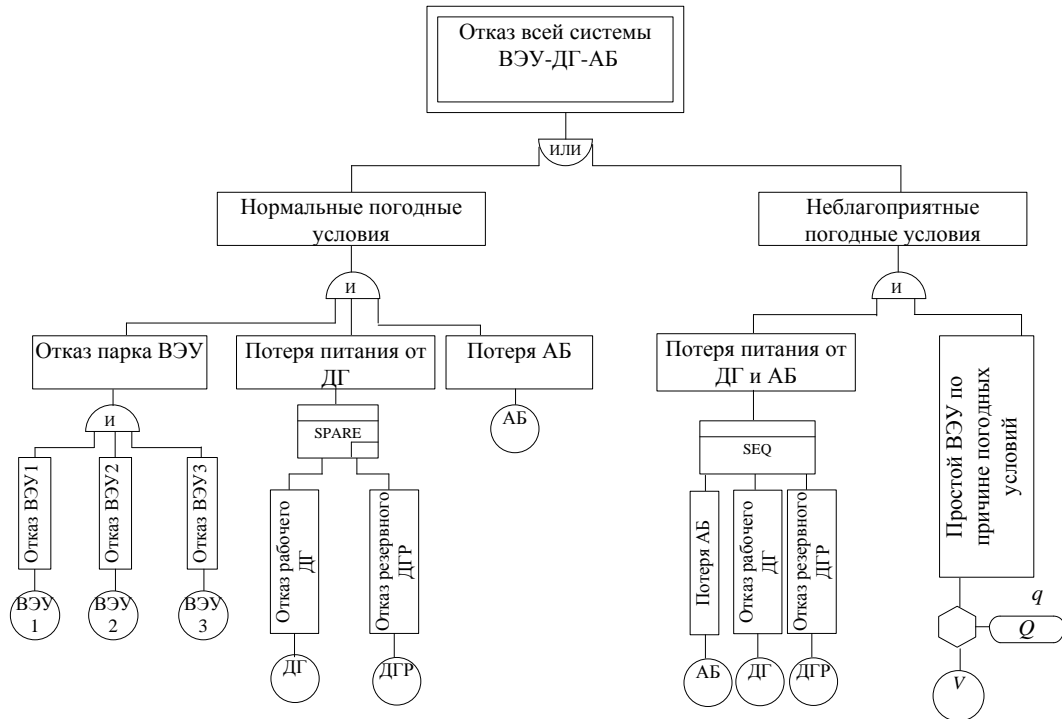 Отказ всей системы
ВЭУ-ДГ-АБ
ИЛИ
Нормальные погодные
условия
Неблагоприятные
погодные условия
И
И
Отказ парка ВЭУ
Потеря питания от
ДГ
Потеря АБ
Потеря питания от
ДГ и АБ
Простой ВЭУ по
причине погодных
условий
И
SPARE
АБ
SEQ
Отказ ВЭУ1
Отказ ВЭУ2
Отказ ВЭУ3
Отказ рабочего
ДГ
Отказ резервного
ДГР
Потеря АБ
Отказ рабочего
ДГ
Отказ резервного
ДГР
ВЭУ
1
ВЭУ
2
ВЭУ
3
q
Q
ДГ
ДГР
АБ
ДГ
ДГР
V